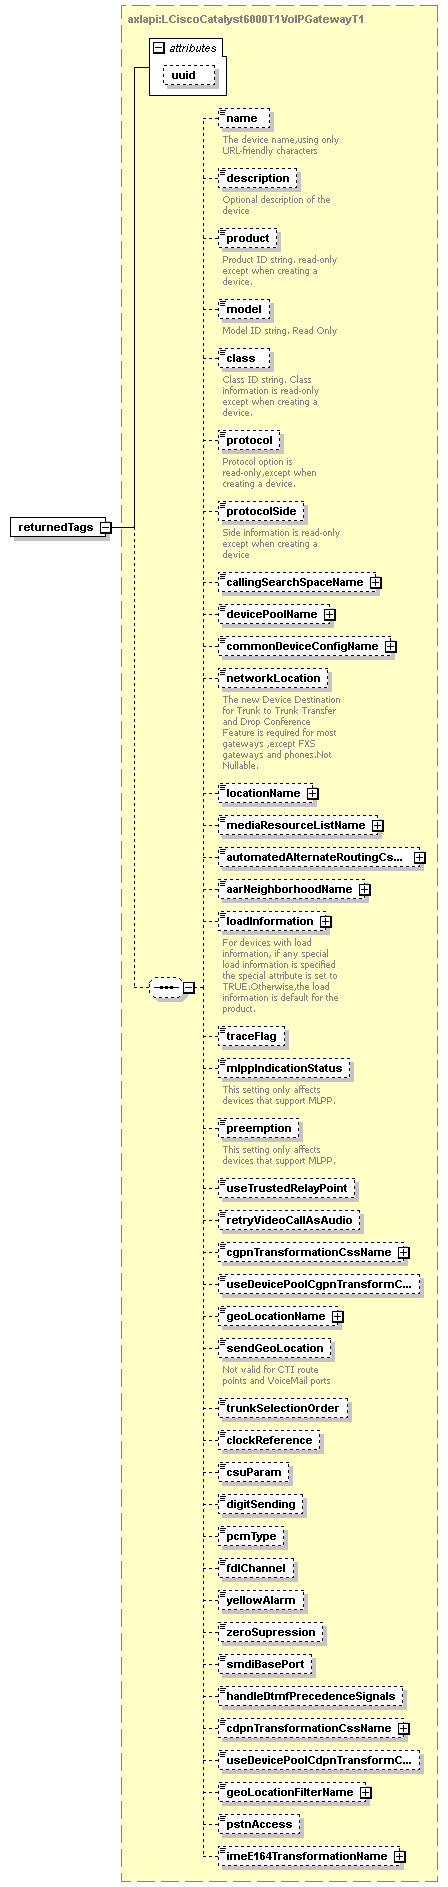 axlapi:LCiscoCatalyst6000T1VoIPGatewayT1
attributes
uuid
name
The device name,using only
URL-friendly characters
description
Optional description of the
device
product
Product ID string. read-only
except when creating a
device.
model
Model ID string. Read Only
class
Class ID string. Class
information is read-only
except when creating a
device.
protocol
Protocol option is
read-only,except when
creating a device.
returnedTags
protocolSide
Side information is read-only
except when creating a
device
callingSearchSpaceName
devicePoolName
commonDeviceConfigName
networkLocation
The new Device Destination
for Trunk to Trunk Transfer
and Drop Conference
Feature is required for most
gateways ,except FXS
gateways and phones.Not
Nullable.
locationName
mediaResourceListName
automatedAlternateRoutingCs...
aarNeighborhoodName
loadInformation
For devices with load
information, if any special
load information is specified
the special attribute is set to
TRUE.Otherwise,the load
information is default for the
product.
traceFlag
mlppIndicationStatus
This setting only affects
devices that support MLPP.
preemption
This setting only affects
devices that support MLPP.
useTrustedRelayPoint
retryVideoCallAsAudio
cgpnTransformationCssName
useDevicePoolCgpnTransformC...
geoLocationName
sendGeoLocation
Not valid for CTI route
points and VoiceMail ports
trunkSelectionOrder
clockReference
csuParam
digitSending
pcmType
fdlChannel
yellowAlarm
zeroSupression
smdiBasePort
handleDtmfPrecedenceSignals
cdpnTransformationCssName
useDevicePoolCdpnTransformC...
geoLocationFilterName
pstnAccess
imeE164TransformationName